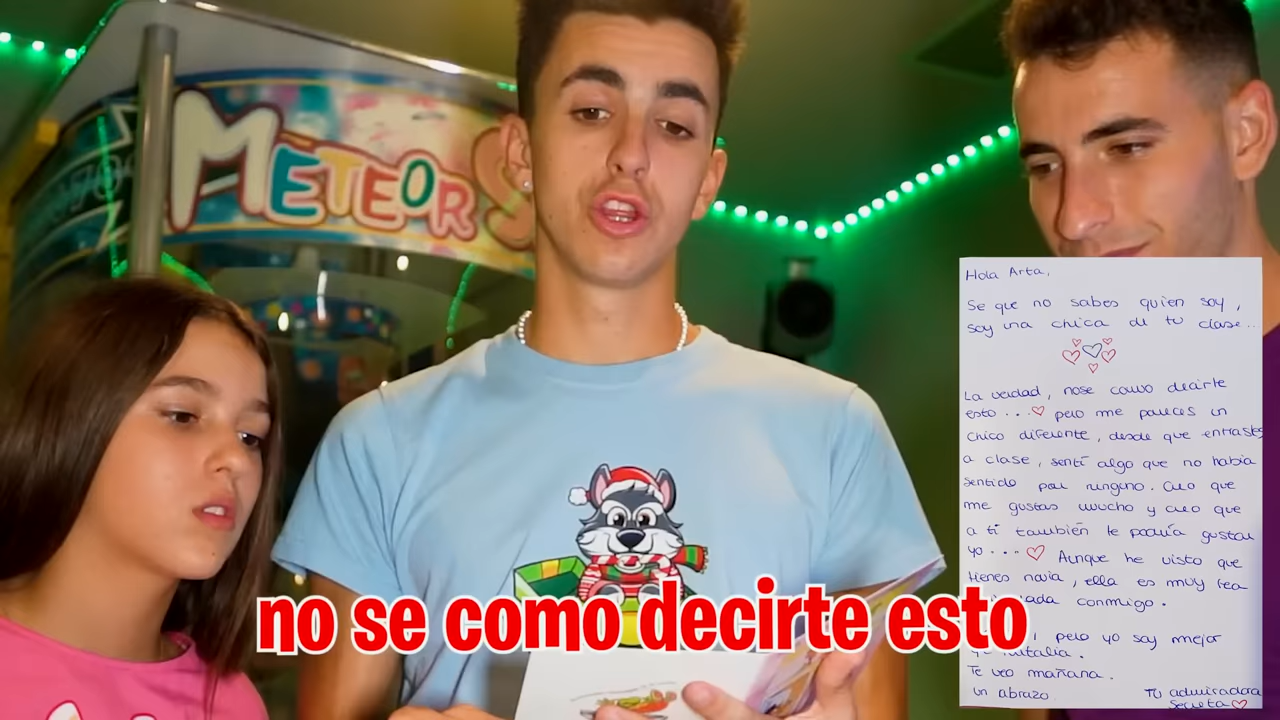 METEORS
Hola Arta,
Se que no sabes quien soy,
soy una chica de tu clase...
La verdad, nose como decirte
esto... pero me pareces un
chico diferente, desde que entrastes
a clase, sentí algo que no había
sentido por ninguno. Creo que
me gustas mucho y creo que
a ti también te podría gustar
yo.... Aunque he visto que
tienes novia, ella es muy fea
conmigo.
pero yo soy mejor
Te veo mañana.
un abrazo.
Tu admiradora
secreta
no se como decirte esto